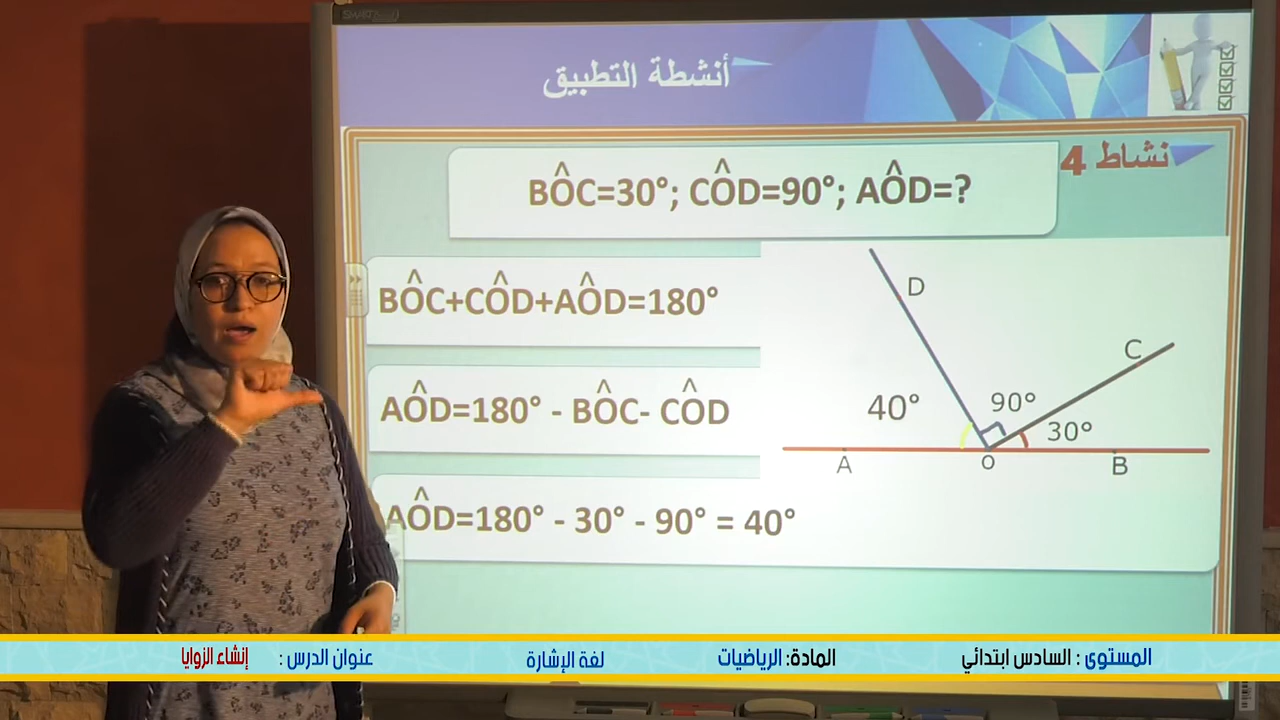 أنشطة التطبيق
نشاط 4
BÔC=30°; CÔD=90°; AÔD=?
BÔC+CÔD+AÔD=180°
AÔD=180° - BÔC- CÔD
AÔD=180° - 30° - 90° = 40°
D
C
40°
90°
30°
A
O
B
المستوى : السادس ابتدائي
المادة: الرياضيات
لغة الإشارة
عنوان الدرس : إنشاء الزوايا